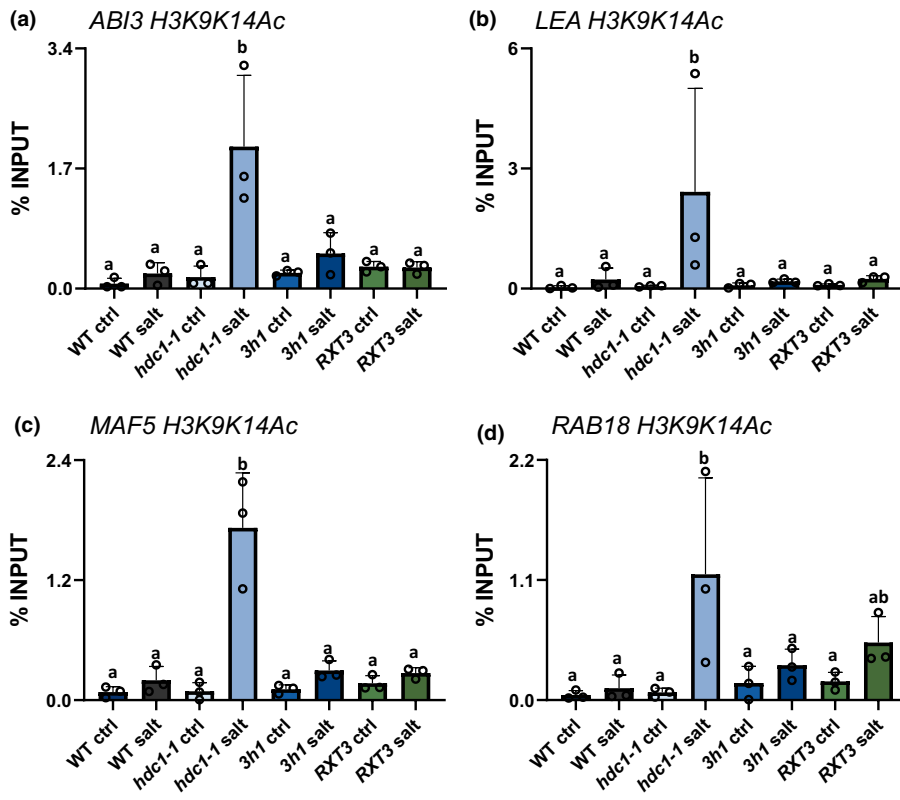 (a) ABI3 H3K9K14Ac
3.4
1.7
0.0
% INPUT
a a a b a a a a
WT ctrl WT salt hdc1-1 ctrl hdc1-1 salt 3h1 ctrl 3h1 salt RXT3 ctrl RXT3 salt
(b) LEA H3K9K14Ac
6
3
0
% INPUT
a a a b a a a a
WT ctrl WT salt hdc1-1 ctrl hdc1-1 salt 3h1 ctrl 3h1 salt RXT3 ctrl RXT3 salt
(c) MAF5 H3K9K14Ac
2.4
1.2
0.0
% INPUT
a a a b a a a a
WT ctrl WT salt hdc1-1 ctrl hdc1-1 salt 3h1 ctrl 3h1 salt RXT3 ctrl RXT3 salt
(d) RAB18 H3K9K14Ac
2.2
1.1
0.0
% INPUT
a a a b a a a ab
WT ctrl WT salt hdc1-1 ctrl hdc1-1 salt 3h1 ctrl 3h1 salt RXT3 ctrl RXT3 salt